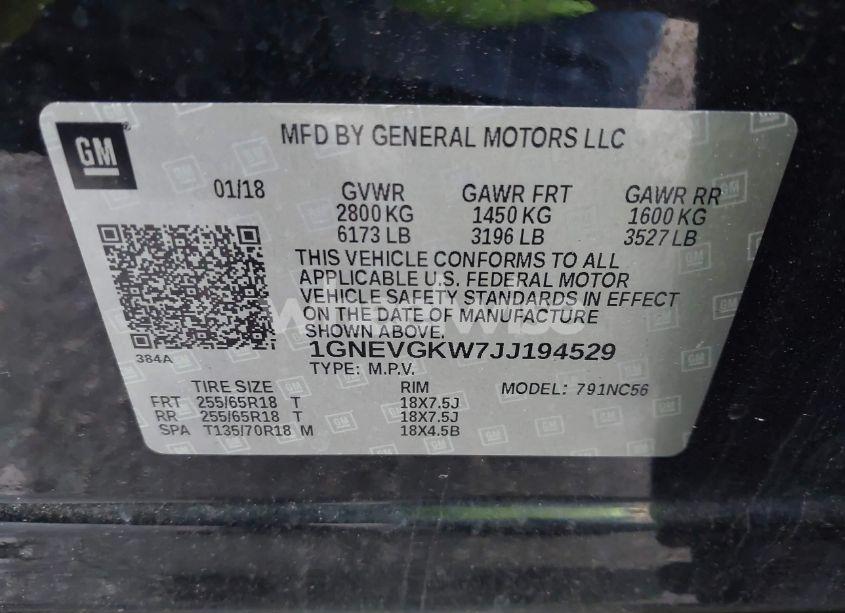 GM
MFD BY GENERAL MOTORS LLC
01/18 GVWR GAWR FRT GAWR RR
2800 KG 1450 KG 1600 KG
6173 LB 3196 LB 3527 LB
THIS VEHICLE CONFORMS TO ALL
APPLICABLE U.S. FEDERAL MOTOR
VEHICLE SAFETY STANDARDS IN EFFECT
ON THE DATE OF MANUFACTURE
SHOWN ABOVE.
384A
1GNEVGKW7JJ194529
TYPE: M.P.V.
TIRE SIZE RIM MODEL: 791NC56
FRT 255/65R18 T 18X7.5J
RR 255/65R18 T 18X7.5J
SPA T135/70R18 M 18X4.5B